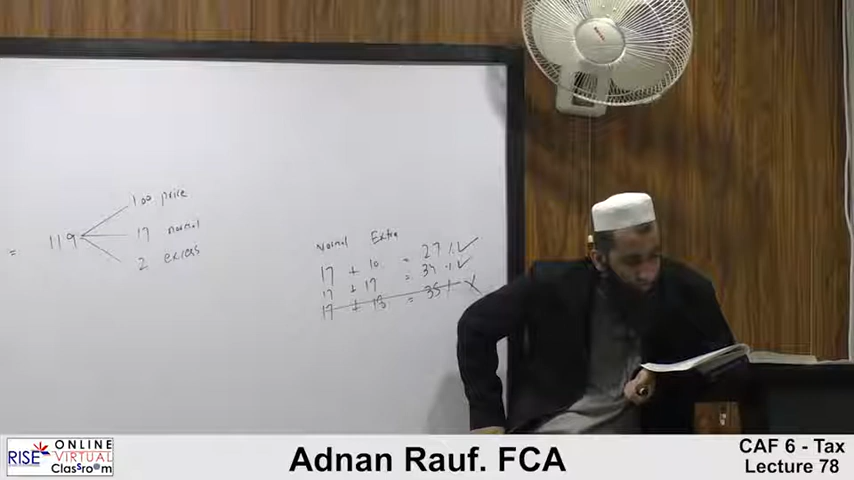 100 price
= 119
17 normal
2 excess
Normal Extra
17 + 10 = 27 %
17 + 17 = 34 %
17 + 18 = 35 %
RISE ONLINE
VIRTUAL
ClassRoom
Adnan Rauf. FCA
CAF 6 - Tax
Lecture 78